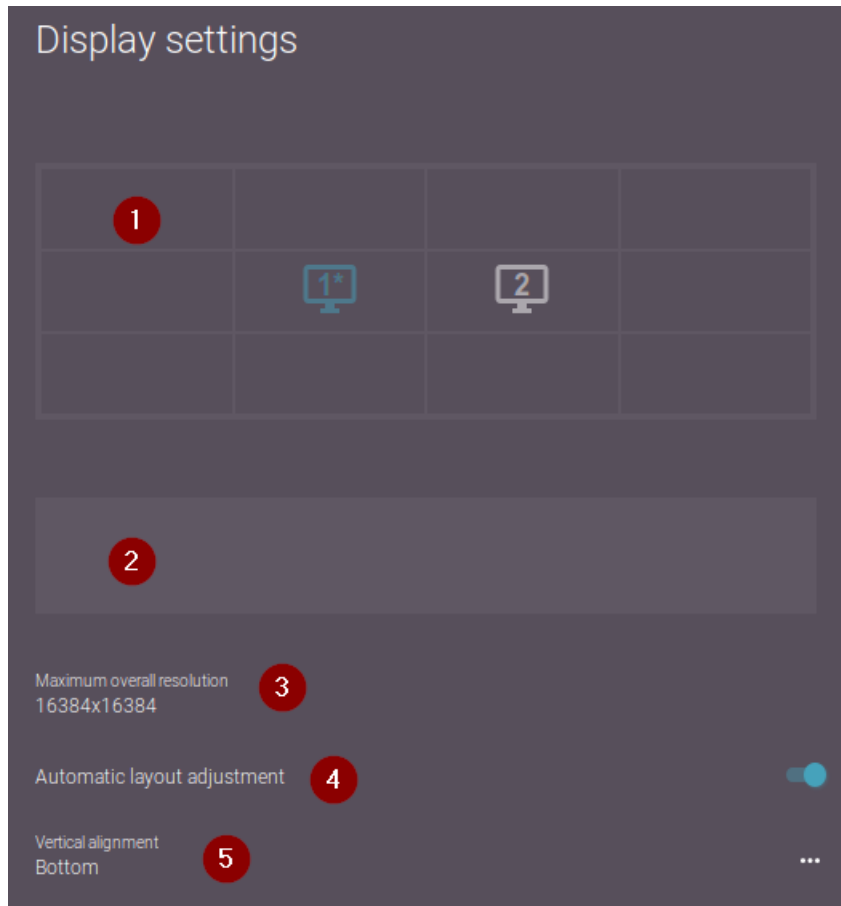 Display settings
1
1*
2
2
Maximum overall resolution
3
16384x16384
Automatic layout adjustment
4
Vertical alignment
5
Bottom